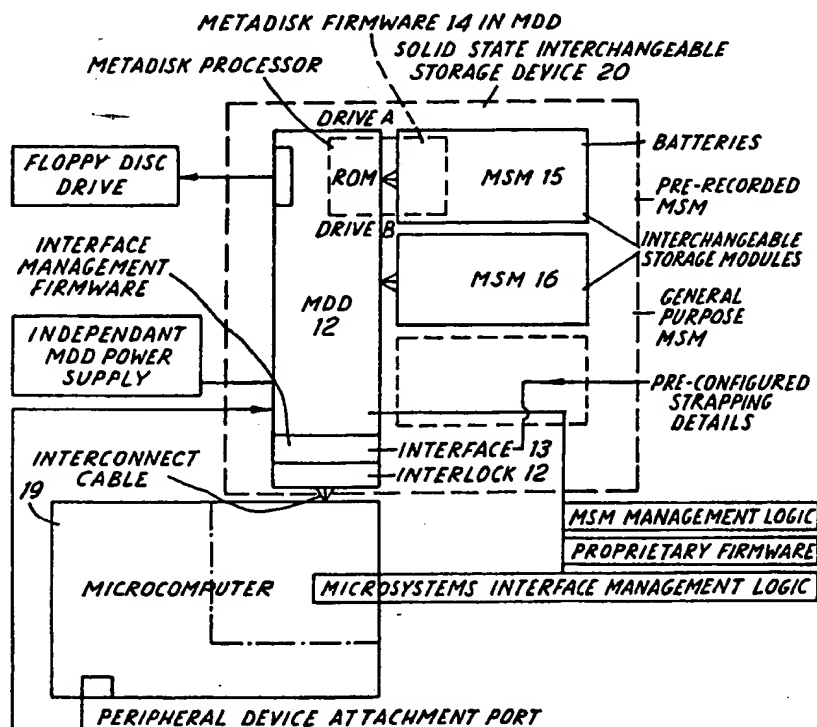 METADISK FIRMWARE 14 IN MDD
SOLID STATE INTERCHANGEABLE
STORAGE DEVICE 20
METADISK PROCESSOR
DRIVE A
BATTERIES
FLOPPY DISC
DRIVE
ROM
MSM 15
PRE-RECORDED
MSM
DRIVE B
INTERFACE
MANAGEMENT
FIRMWARE
INTERCHANGEABLE
STORAGE MODULES
MDD
12
MSM 16
GENERAL
PURPOSE
MSM
INDEPENDANT
MDD POWER
SUPPLY
PRE-CONFIGURED
STRAPPING
DETAILS
INTERFACE 13
INTERLOCK 12
INTERCONNECT
CABLE
19
MSM MANAGEMENT LOGIC
PROPRIETARY FIRMWARE
MICROCOMPUTER
MICROSYSTEMS INTERFACE MANAGEMENT LOGIC
PERIPHERAL DEVICE ATTACHMENT PORT